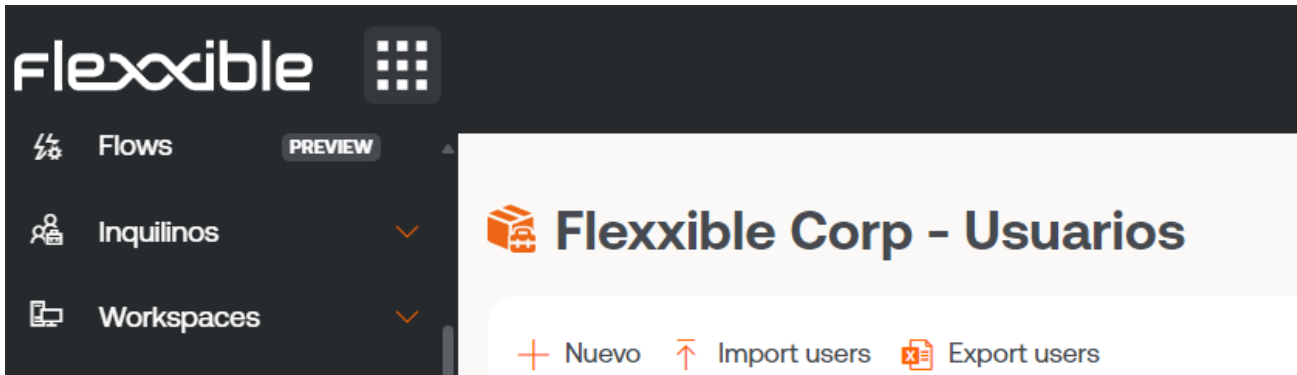 Flexxible
Flows PREVIEW
Inquilinos
Workspaces
Flexxible Corp - Usuarios
Nuevo Import users Export users